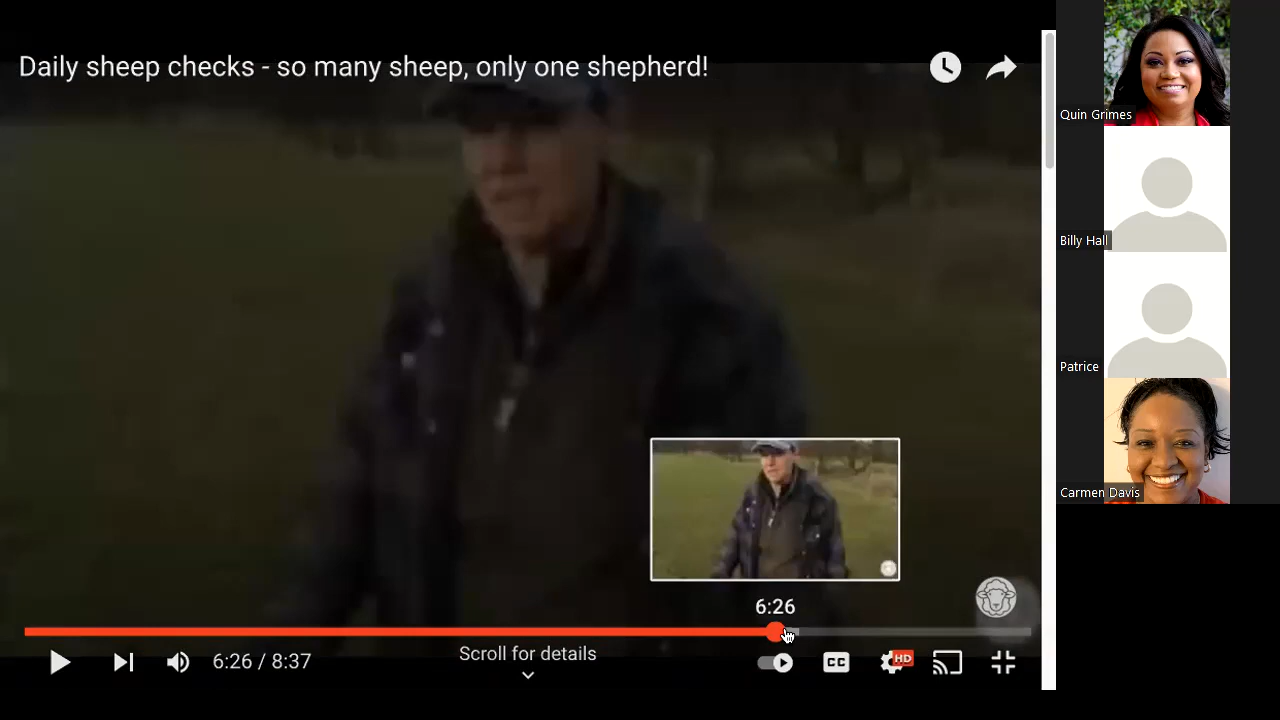 Daily sheep checks - so many sheep, only one shepherd!
Quin Grimes
Billy Hall
Patrice
Carmen Davis
6:26
6:26 / 8:37
Scroll for details
CC
HD